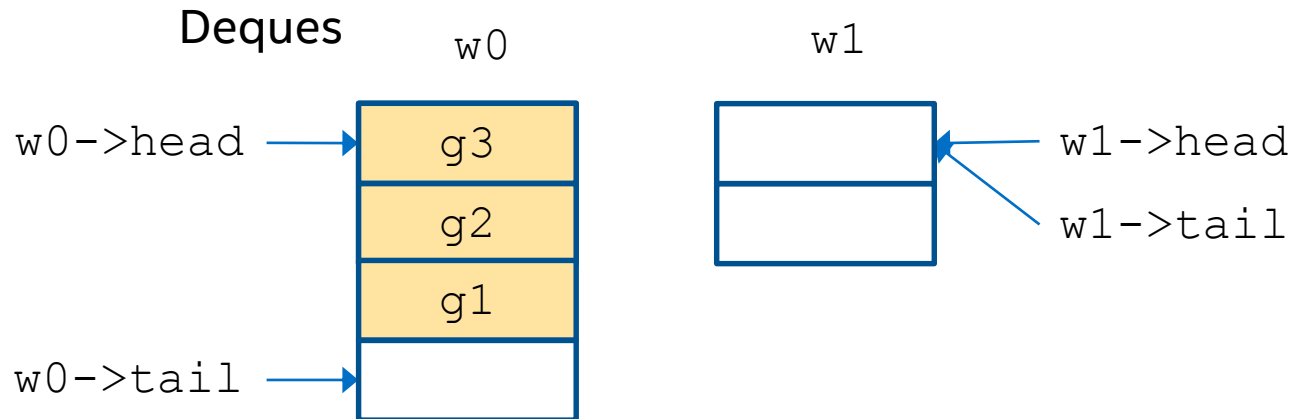 Deques
w0
w1
w0->head
g3
w1->head
g2
w1->tail
g1
w0->tail